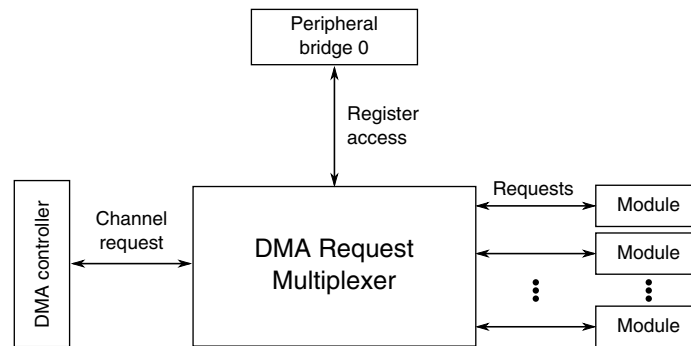 Peripheral
bridge 0
Register
access
DMA controller
Channel
request
DMA Request
Multiplexer
Requests
Module
Module
Module